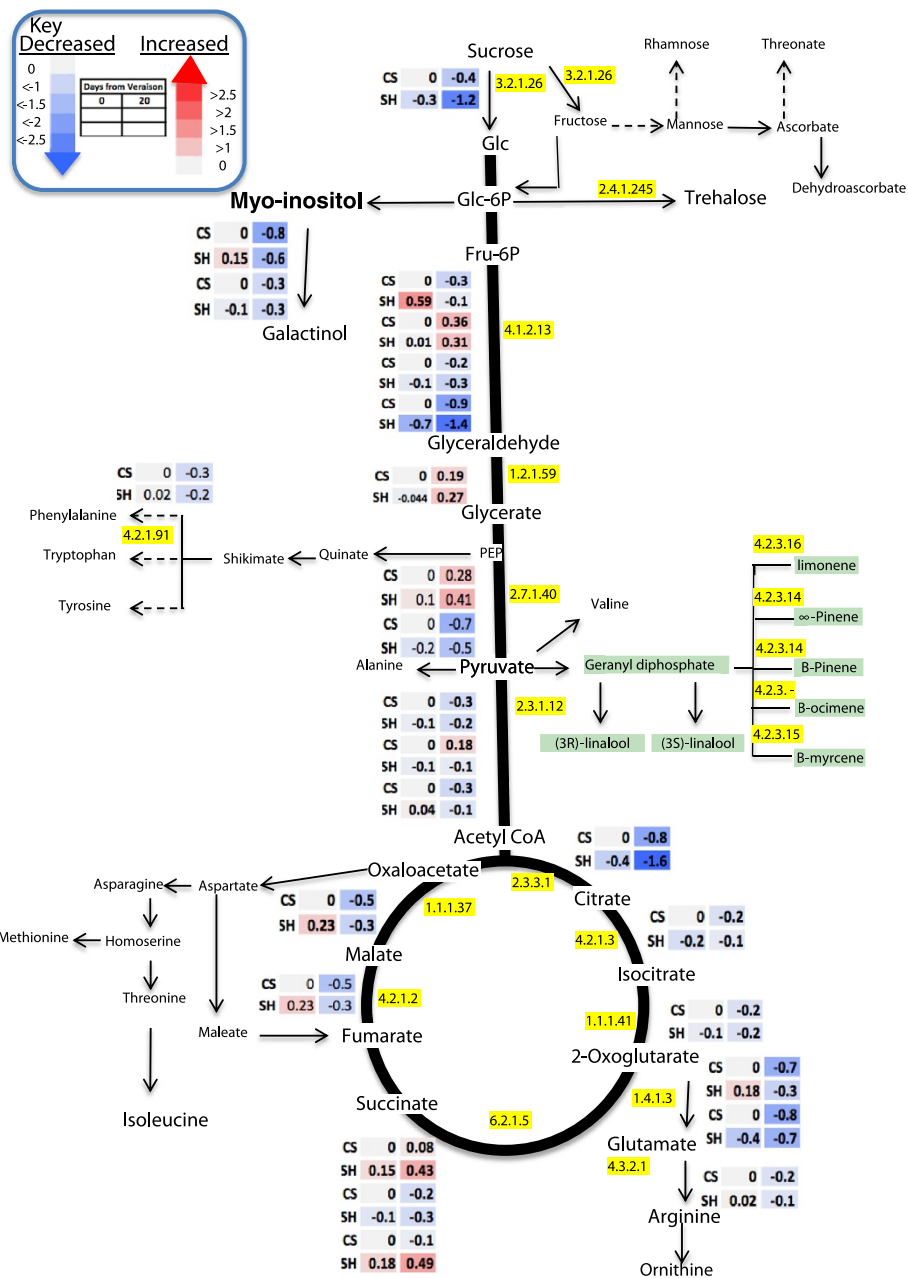 Key
Decreased Increased
0
<-1
<-1.5
<-2
<-2.5
Days from Veraison
0 20
>2.5
>2
>1.5
>1
0
Sucrose
CS 0 -0.4
SH -0.3 -1.2
3.2.1.26
3.2.1.26
Fructose
Glc
Rhamnose
Threonate
Mannose
Ascorbate
Dehydroascorbate
Myo-inositol
Glc-6P
2.4.1.245
Trehalose
CS 0 -0.8
SH 0.15 -0.6
CS 0 -0.3
SH -0.1 -0.3
Galactinol
Fru-6P
CS 0 -0.3
SH 0.59 -0.1
CS 0 0.36
SH 0.01 0.31
CS 0 -0.2
SH -0.1 -0.3
CS 0 -0.9
SH -0.7 -1.4
4.1.2.13
Glyceraldehyde
CS 0 0.19
SH -0.044 0.27
1.2.1.59
Glycerate
CS 0 -0.3
SH 0.02 -0.2
Phenylalanine
4.2.1.91
Tryptophan
Tyrosine
Shikimate
Quinate
PEP
CS 0 0.28
SH 0.1 0.41
CS 0 -0.7
SH -0.2 -0.5
2.7.1.40
Valine
Alanine
Pyruvate
Geranyl diphosphate
4.2.3.16
limonene
4.2.3.14
∞-Pinene
4.2.3.14
B-Pinene
4.2.3. -
B-ocimene
4.2.3.15
B-myrcene
(3R)-linalool
(3S)-linalool
2.3.1.12
CS 0 -0.3
SH -0.1 -0.2
CS 0 0.18
SH -0.1 -0.1
CS 0 -0.3
SH 0.04 -0.1
Acetyl CoA
CS 0 -0.8
SH -0.4 -1.6
Oxaloacetate
2.3.3.1
Citrate
Asparagine
Aspartate
1.1.1.37
CS 0 -0.5
SH 0.23 -0.3
4.2.1.3
CS 0 -0.2
SH -0.2 -0.1
Methionine
Homoserine
Malate
Isocitrate
CS 0 -0.5
SH 0.23 -0.3
4.2.1.2
Threonine
Maleate
Fumarate
1.1.1.41
CS 0 -0.2
SH -0.1 -0.2
2-Oxoglutarate
CS 0 -0.7
SH 0.18 -0.3
CS 0 -0.8
SH -0.4 -0.7
1.4.1.3
Isoleucine
Succinate
6.2.1.5
Glutamate
4.3.2.1
CS 0 -0.2
SH 0.02 -0.1
CS 0 0.08
SH 0.15 0.43
CS 0 -0.2
SH -0.1 -0.3
CS 0 -0.1
SH 0.18 0.49
Arginine
Ornithine